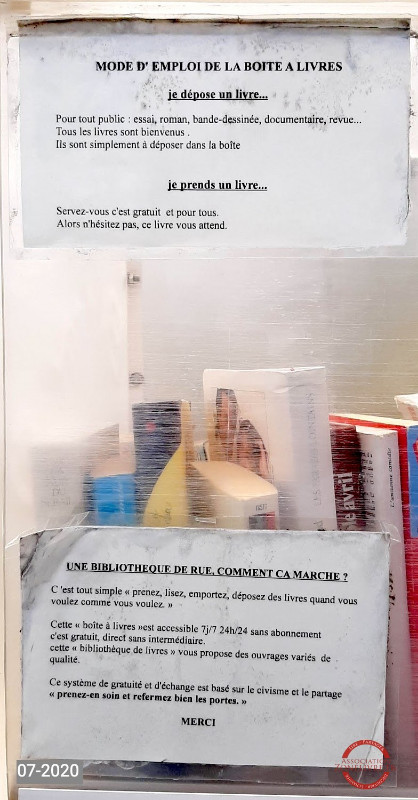 MODE D' EMPLOI DE LA BOITE A LIVRES
je dépose un livre...
Pour tout public : essai, roman, bande-dessinée, documentaire, revue...
Tous les livres sont bienvenus .
Ils sont simplement à déposer dans la boîte
je prends un livre...
Servez-vous c'est gratuit et pour tous.
Alors n'hésitez pas, ce livre vous attend.
avril
UNE BIBLIOTHEQUE DE RUE, COMMENT CA MARCHE ?
C 'est tout simple « prenez, lisez, emportez, déposez des livres quand vous
voulez comme vous voulez. »
Cette « boîte à livres »est accessible 7j/7 24h/24 sans abonnement
c'est gratuit, direct sans intermédiaire.
cette « bibliothèque de livres » vous propose des ouvrages variés de
qualité.
Ce système de gratuité et d'échange est basé sur le civisme et le partage
« prenez-en soin et refermez bien les portes. »
MERCI
07-2020